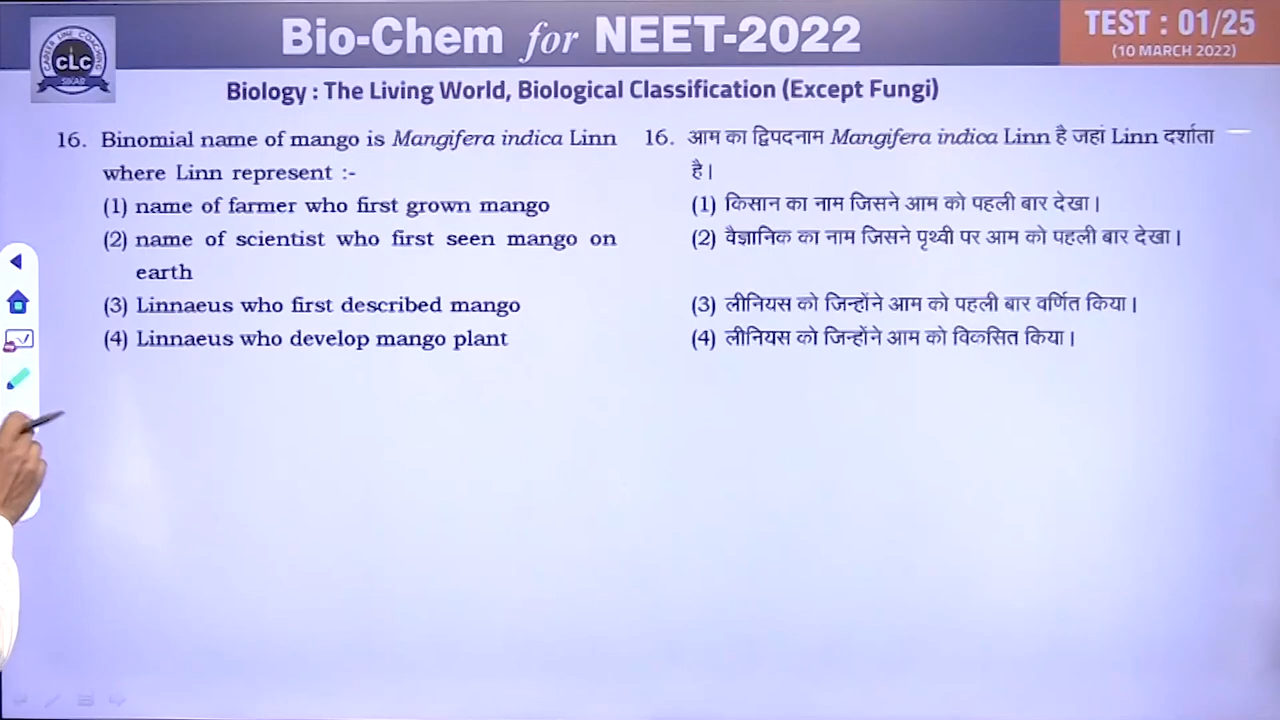 Bio-Chem for NEET-2022
TEST : 01/25
(10 MARCH 2022)
CAREER LINE COACHING
CLC
SIKAR
Biology : The Living World, Biological Classification (Except Fungi)
16. Binomial name of mango is Mangifera indica Linn
where Linn represent :-
(1) name of farmer who first grown mango
(2) name of scientist who first seen mango on
earth
(3) Linnaeus who first described mango
(4) Linnaeus who develop mango plant
16. आम का द्विपदनाम Mangifera indica Linn है जहां Linn दर्शाता
है।
(1) किसान का नाम जिसने आम को पहली बार देखा।
(2) वैज्ञानिक का नाम जिसने पृथ्वी पर आम को पहली बार देखा।
(3) लीनियस को जिन्होंने आम को पहली बार वर्णित किया।
(4) लीनियस को जिन्होंने आम को विकसित किया।